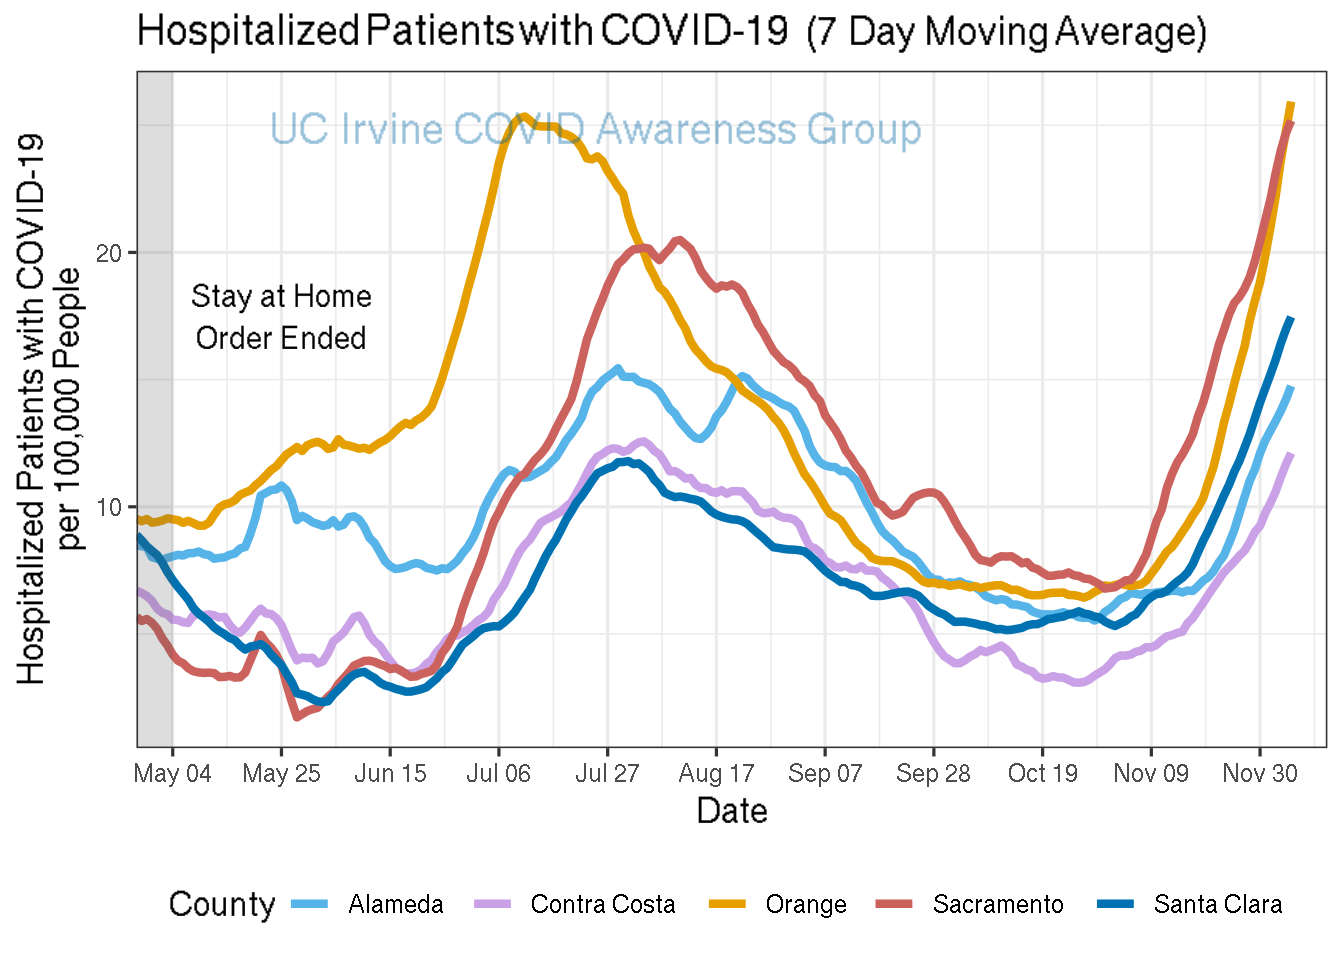 Hospitalized Patients with COVID-19 (7 Day Moving Average)
UC Irvine COVID Awareness Group
Hospitalized Patients with COVID-19
per 100,000 People
20
10
Stay at Home
Order Ended
May 04 May 25 Jun 15 Jul 06 Jul 27 Aug 17 Sep 07 Sep 28 Oct 19 Nov 09 Nov 30
Date
County Alameda Contra Costa Orange Sacramento Santa Clara